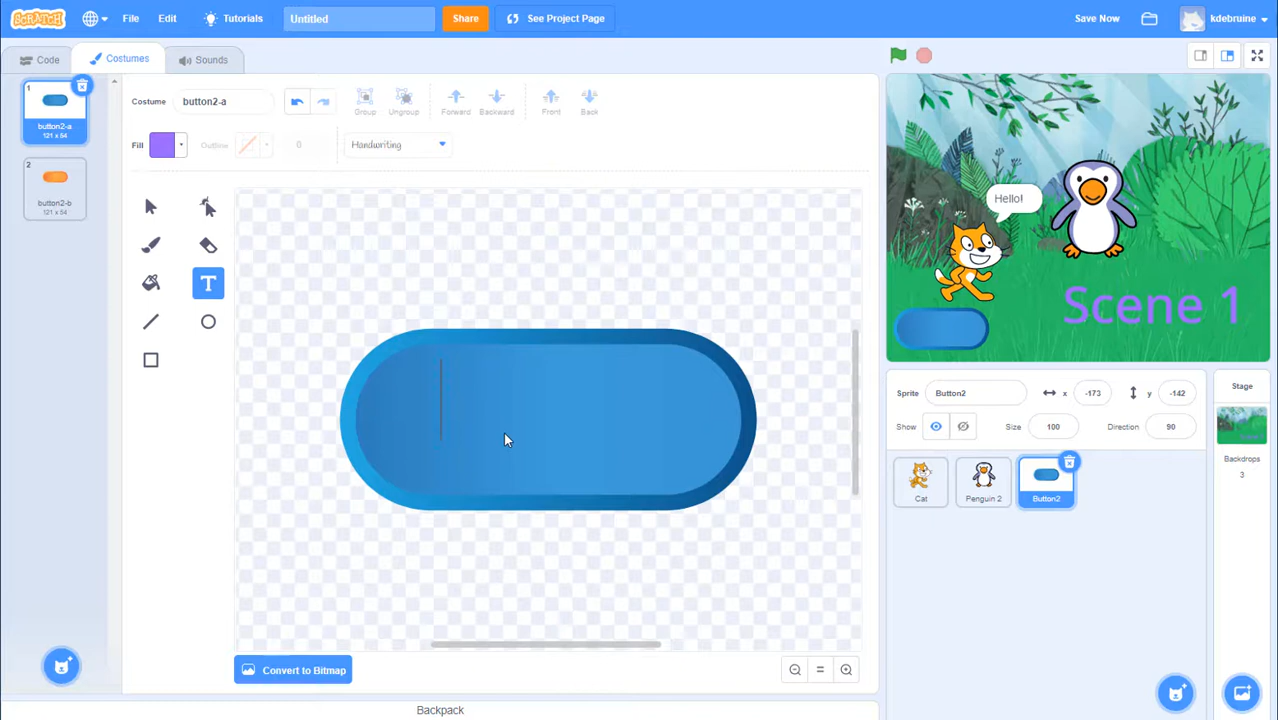 SCRATCH
File
Edit
Tutorials
Untitled
Share
See Project Page
Save Now
kdebruine
Code
Costumes
Sounds
1
button2-a
121 x 54
2
button2-b
121 x 54
Costume
button2-a
Group
Ungroup
Forward
Backward
Front
Back
Fill
Outline
0
Handwriting
T
Convert to Bitmap
Backpack
Hello!
Scene 1
Sprite
Button2
x
-173
y
-142
Show
Size
100
Direction
90
Cat
Penguin 2
Button2
Stage
Backdrops
3